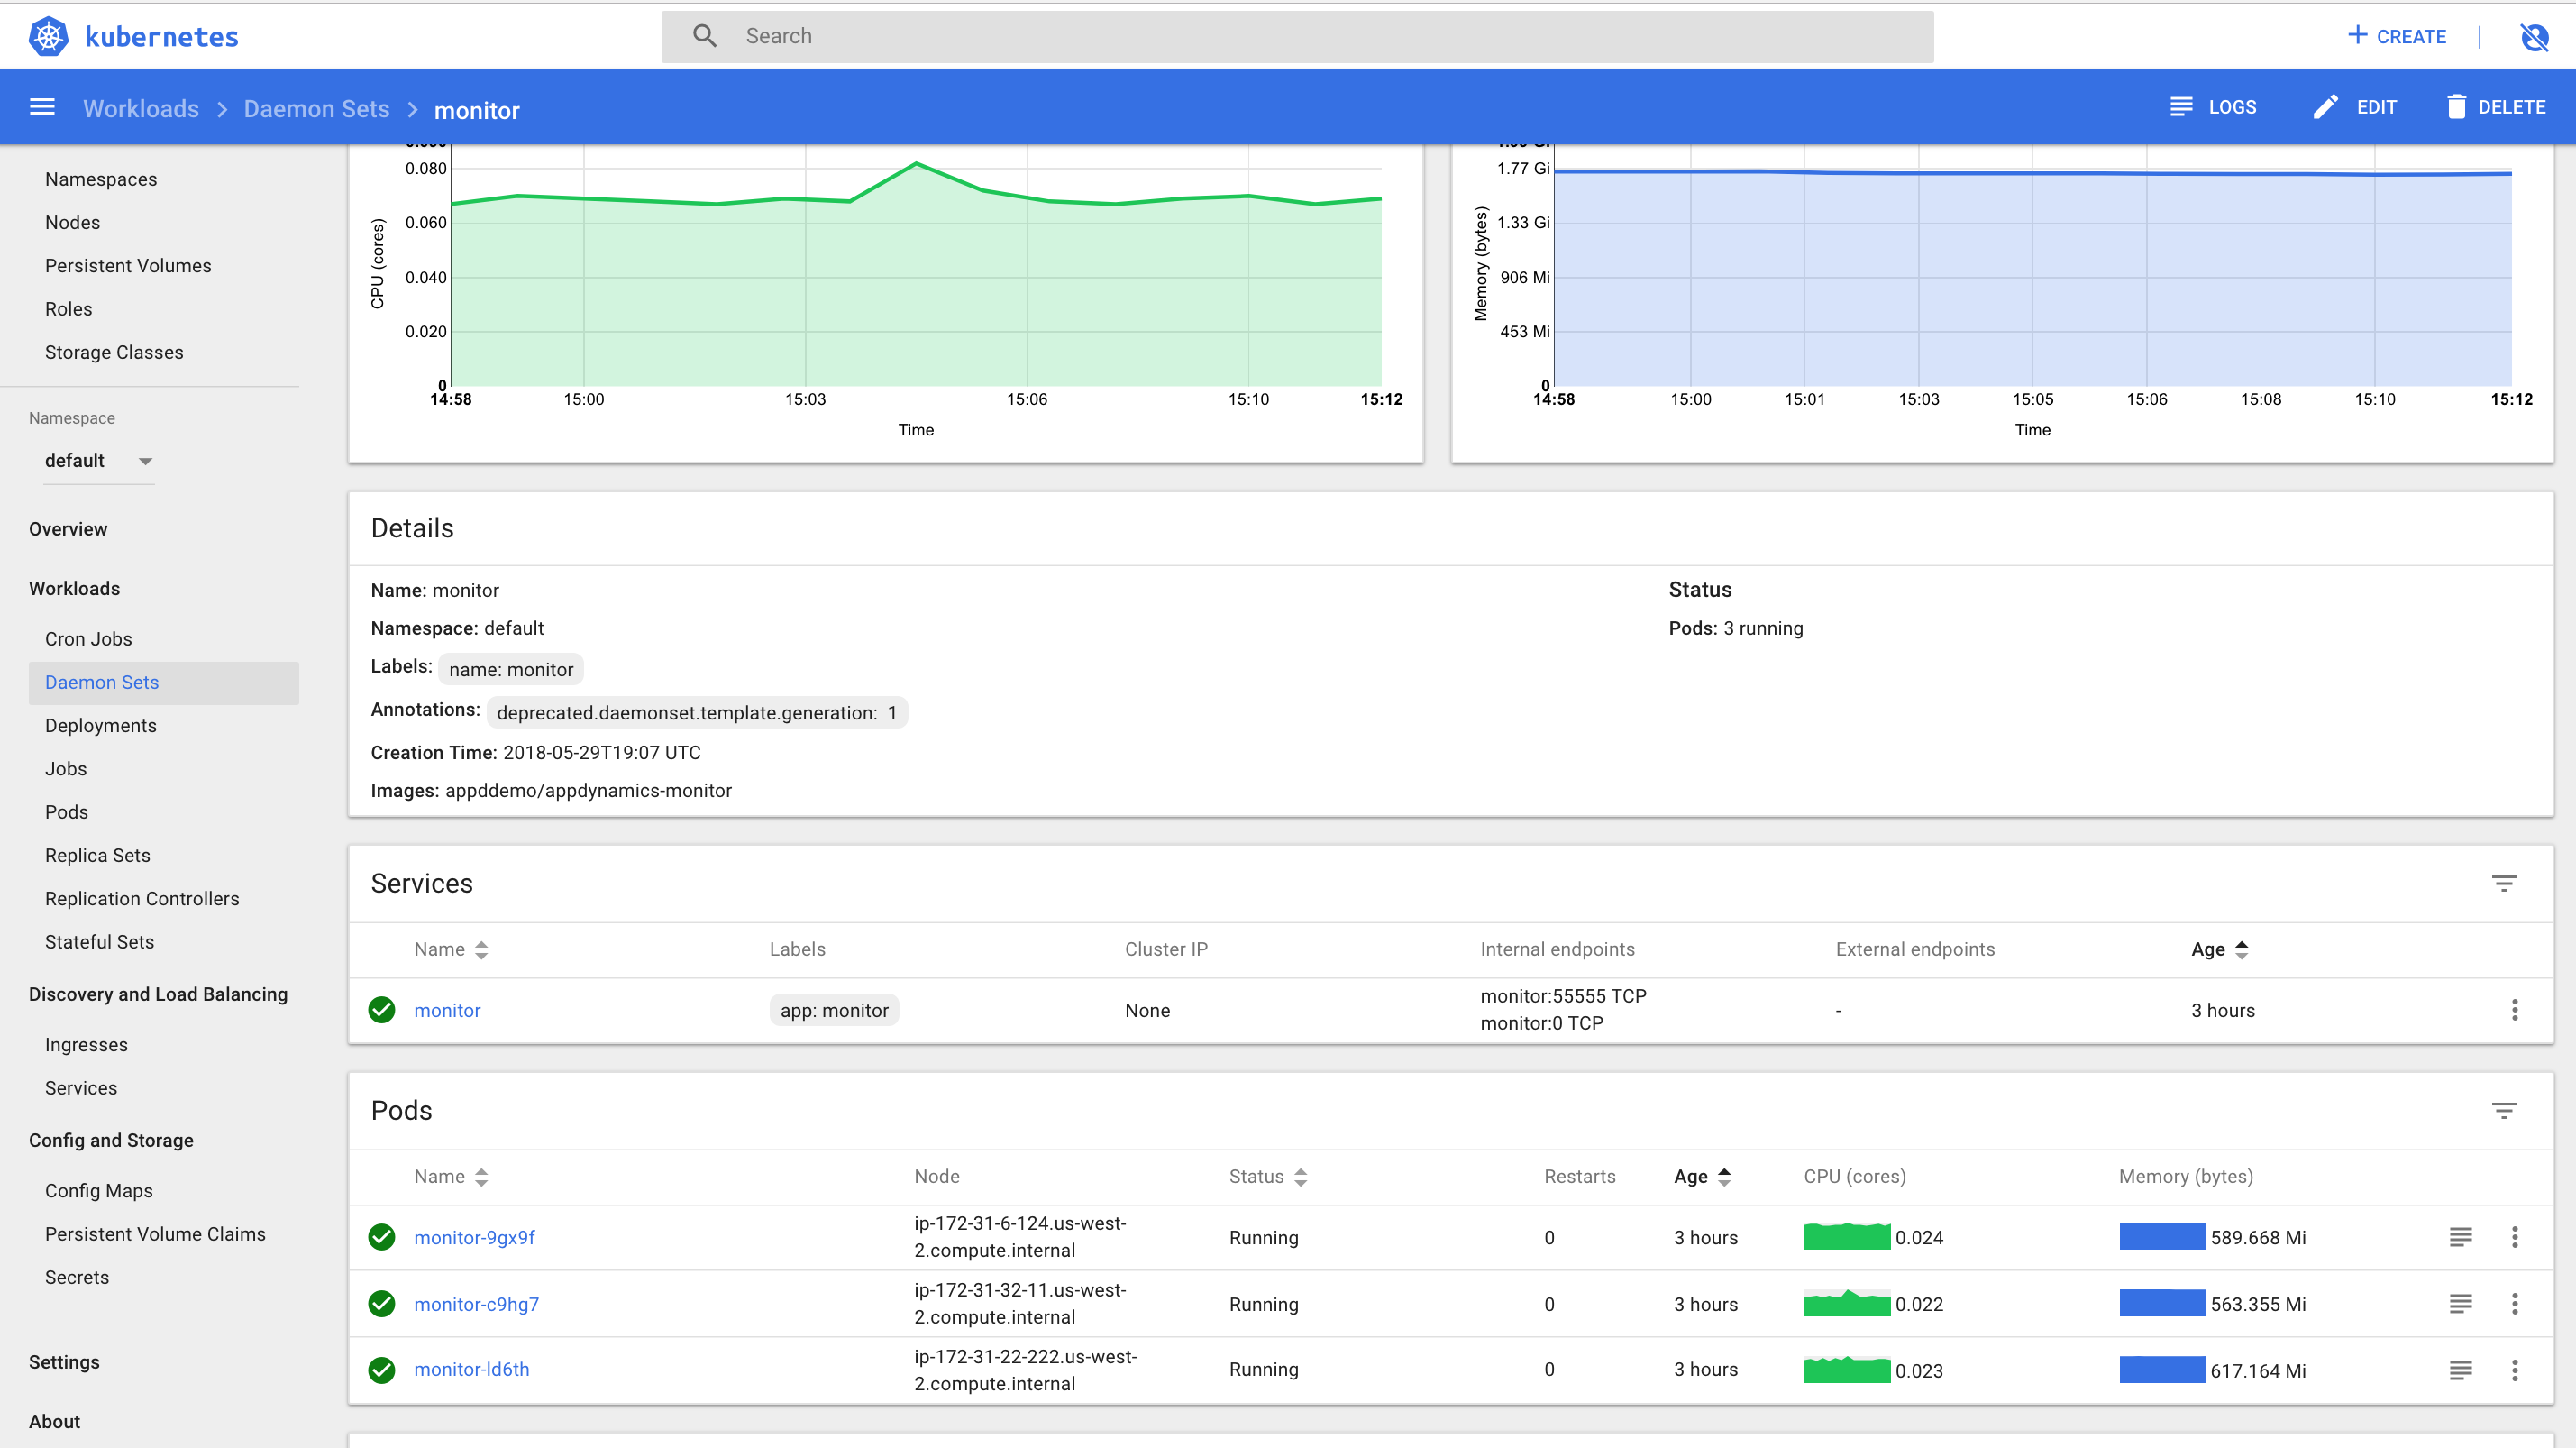 kubernetes
Search
CREATE
Workloads
Daemon Sets
monitor
LOGS
EDIT
DELETE
Namespaces
Nodes
Persistent Volumes
Roles
Storage Classes
Namespace
default
Overview
Workloads
Cron Jobs
Daemon Sets
Deployments
Jobs
Pods
Replica Sets
Replication Controllers
Stateful Sets
Discovery and Load Balancing
Ingresses
Services
Config and Storage
Config Maps
Persistent Volume Claims
Secrets
Settings
About
CPU (cores)
0.080
0.060
0.040
0.020
0
14:58 15:00 15:03 15:06 15:10 15:12
Time
Memory (bytes)
1.77 Gi
1.33 Gi
906 Mi
453 Mi
0
14:58 15:00 15:01 15:03 15:05 15:06 15:08 15:10 15:12
Time
Details
Name: monitor
Namespace: default
Labels: name: monitor
Annotations: deprecated.daemonset.template.generation: 1
Creation Time: 2018-05-29T19:07 UTC
Images: appddemo/appdynamics-monitor
Status
Pods: 3 running
Services
Name Labels Cluster IP Internal endpoints External endpoints Age
monitor app: monitor None monitor:55555 TCP - 3 hours
monitor:0 TCP
Pods
Name Node Status Restarts Age CPU (cores) Memory (bytes)
monitor-9gx9f ip-172-31-6-124.us-west- Running 0 3 hours 0.024 589.668 Mi
2.compute.internal
monitor-c9hg7 ip-172-31-32-11.us-west- Running 0 3 hours 0.022 563.355 Mi
2.compute.internal
monitor-ld6th ip-172-31-22-222.us-west- Running 0 3 hours 0.023 617.164 Mi
2.compute.internal